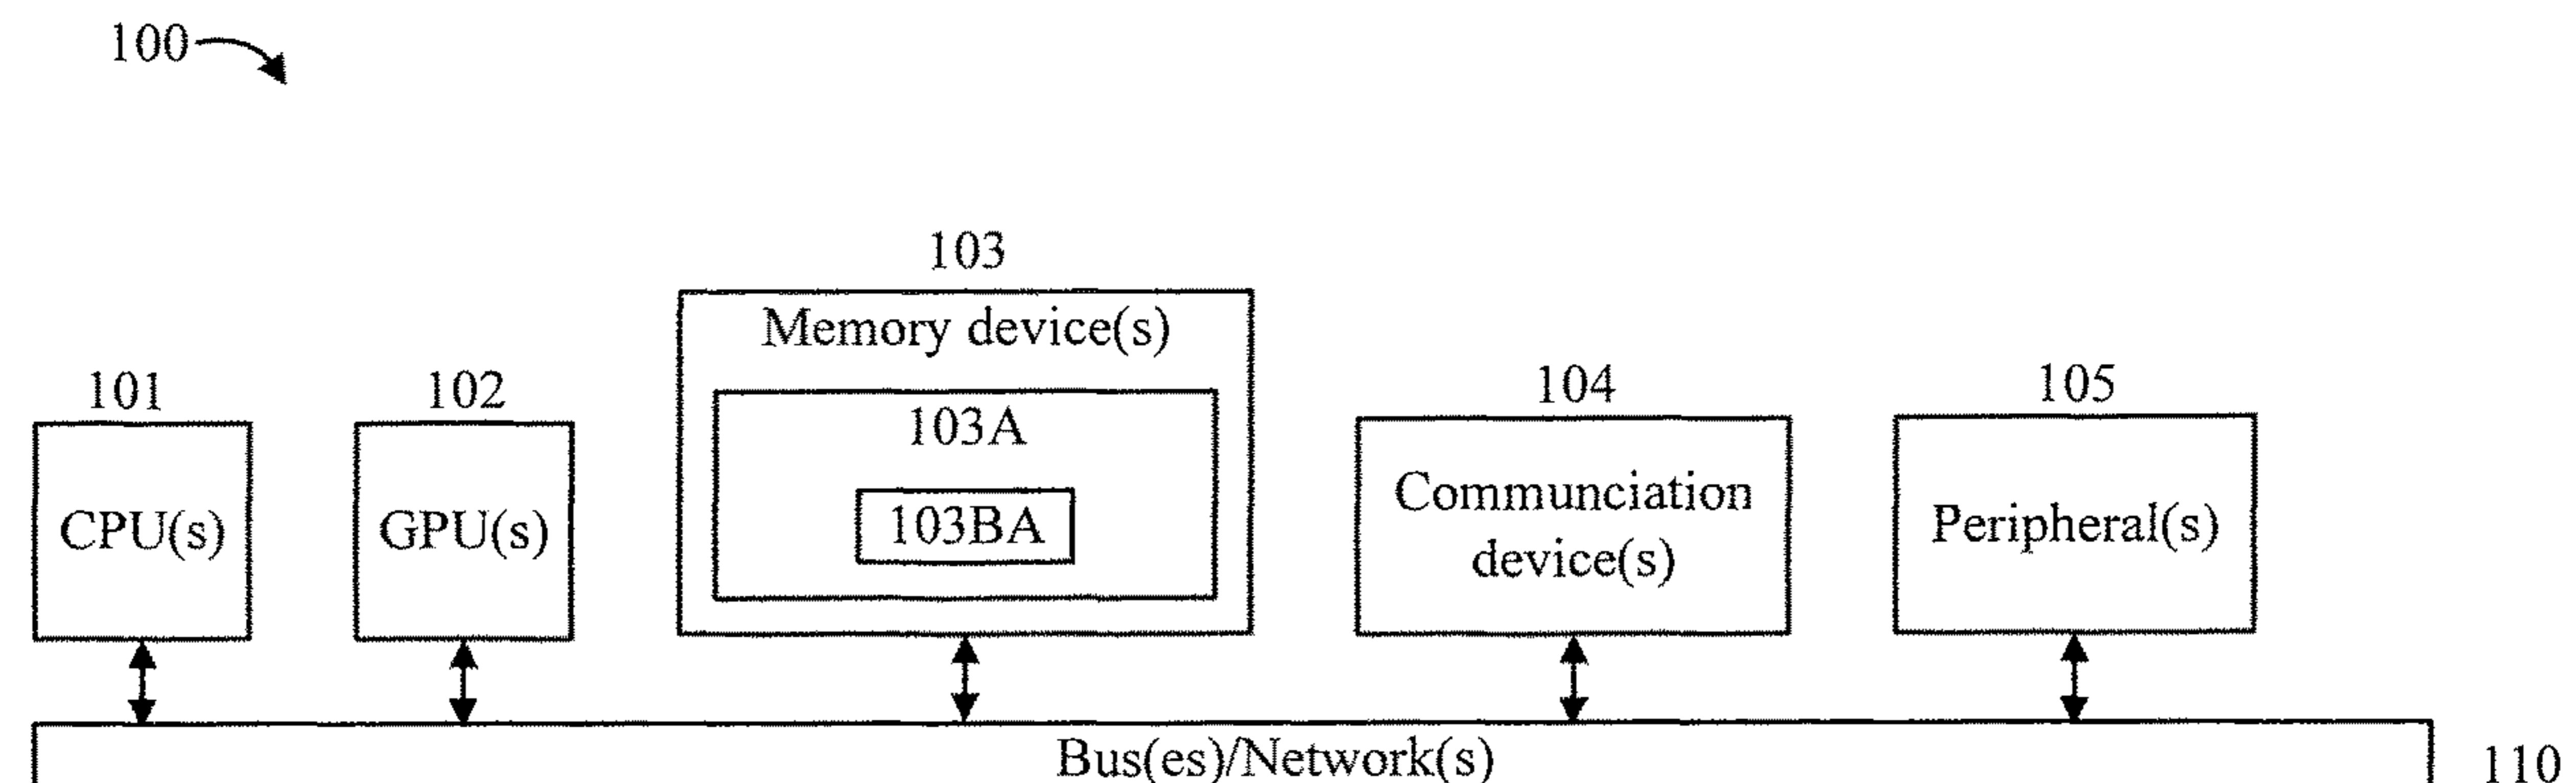 100
103
Memory device(s)
101
102
103A
104
105
CPU(s)
GPU(s)
103BA
Communciation
device(s)
Peripheral(s)
Bus(es)/Network(s)
110